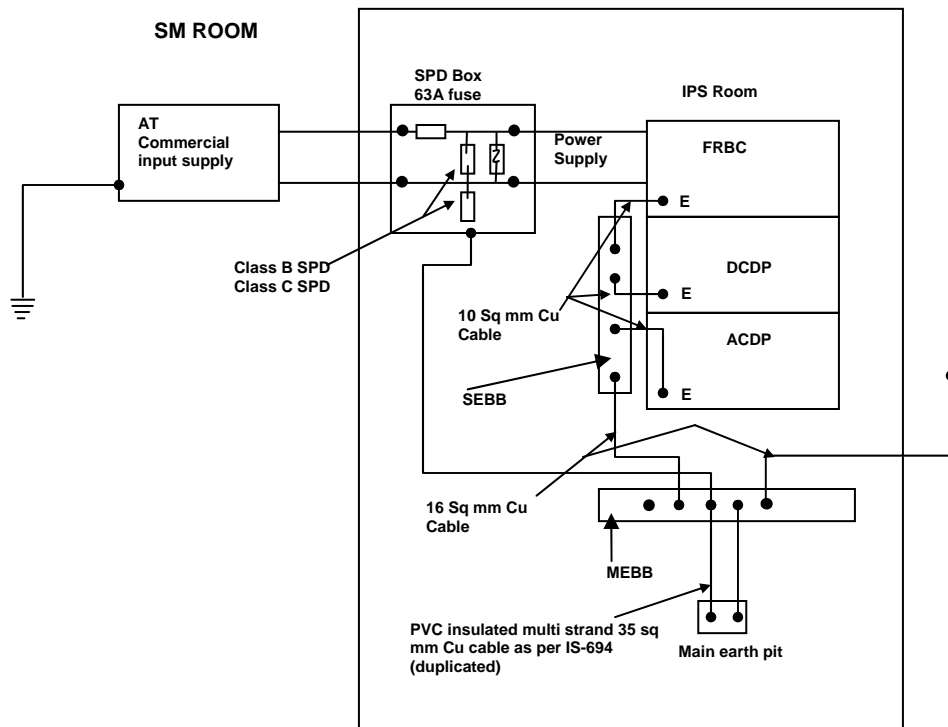 SM ROOM
SPD Box
63A fuse
IPS Room
AT
Commercial
input supply
Power
Supply
FRBC
E
Class B SPD
Class C SPD
DCDP
E
10 Sq mm Cu
Cable
ACDP
SEBB
E
16 Sq mm Cu
Cable
MEBB
PVC insulated multi strand 35 sq
mm Cu cable as per IS-694
(duplicated)
Main earth pit